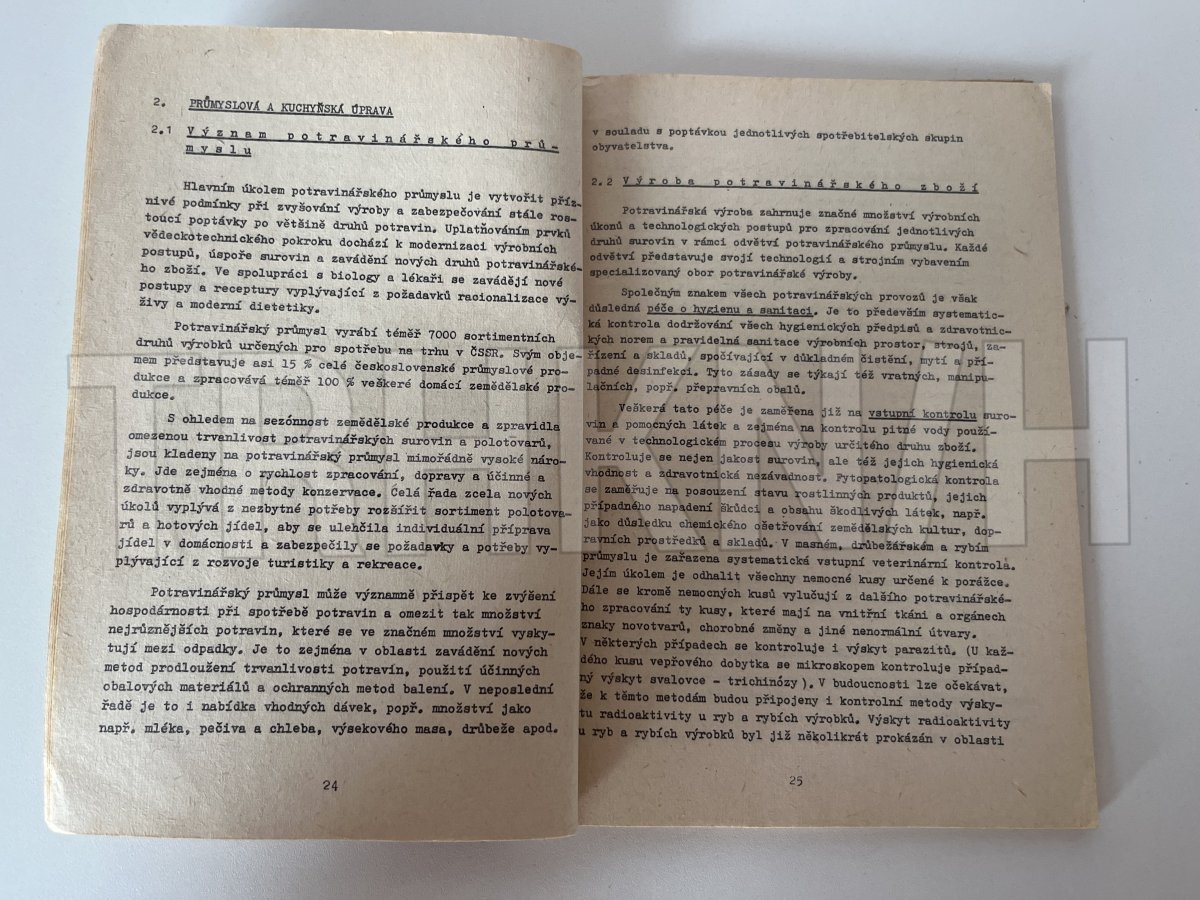 2. PRŮMYSLOVÁ A KUCHYŇSKÁ ÚPRAVA
2.1 Význam potravinářského prů-
myslu
Hlavním úkolem potravinářského průmyslu je vytvořit příz-
nivé podmínky při zvyšování výroby a zabezpečování stále ros-
toucí poptávky po většině druhů potravin. Uplatňováním prvků
vědeckotechnického pokroku dochází k modernizaci výrobních
postupů, úspoře surovin a zavádění nových druhů potravinářské-
ho zboží. Ve spolupráci s biology a lékaři se zavádějí nové
postupy a receptury vyplývající z požadavků racionalizace vý-
živy a moderní dietetiky.
Potravinářský průmysl vyrábí téměř 7000 sortimentních
druhů výrobků určených pro spotřebu na trhu v ČSSR. Svým obje-
mem představuje asi 15 % celé československé průmyslové pro-
dukce a zpracovává téměř 100 % veškeré domácí zemědělské pro-
dukce.
S ohledem na sezónnost zemědělské produkce a zpravidla
omezenou trvanlivost potravinářských surovin a polotovarů,
jsou kladeny na potravinářský průmysl mimořádně vysoké náro-
ky. Jde zejména o rychlost zpracování, dopravy a účinné a
zdravotně vhodné metody konzervace. Celá řada zcela nových
úkolů vyplývá z nezbytné potřeby rozšířit sortiment polotova-
rů a hotových jídel, aby se ulehčila individuální příprava
jídel v domácnosti a zabezpečily se požadavky a potřeby vy-
plývající z rozvoje turistiky a rekreace.
Potravinářský průmysl může významně přispět ke zvýšení
hospodárnosti při spotřebě potravin a omezit tak množství
nejrůznějších potravin, které se ve značném množství vysky-
tují mezi odpadky. Je to zejména v oblasti zavádění nových
metod prodloužení trvanlivosti potravin, použití účinných
obalových materiálů a ochranných metod balení. V neposlední
řadě je to i nabídka vhodných dávek, popř. množství jako
např. mléka, pečiva a chleba, výsekového masa, drůbeže apod.
24
v souladu s poptávkou jednotlivých spotřebitelských skupin
obyvatelstva.
2.2 Výroba potravinářského zboží
Potravinářská výroba zahrnuje značné množství výrobních
úkonů a technologických postupů pro zpracování jednotlivých
druhů surovin v rámci odvětví potravinářského průmyslu. Každé
odvětví představuje svojí technologií a strojním vybavením
specializovaný obor potravinářské výroby.
Společným znakem všech potravinářských provozů je však
důsledná péče o hygienu a sanitaci. Je to především systematic-
ká kontrola dodržování všech hygienických předpisů a zdravotnic-
kých norem a pravidelná sanitace výrobních prostor, strojů, za-
řízení a skladů, spočívající v důkladném čistění, mytí a pří-
padné desinfekci. Tyto zásady se týkají též vratných, manipu-
lačních, popř. přepravních obalů.
Veškerá tato péče je zaměřena již na vstupní kontrolu suro-
vin a pomocných látek a zejména na kontrolu pitné vody použí-
vané v technologickém procesu výroby určitého druhu zboží.
Kontroluje se nejen jakost surovin, ale též jejich hygienická
vhodnost a zdravotnická nezávadnost. Fytopatologická kontrola
se zaměřuje na posouzení stavu rostlinných produktů, jejich
případného napadení škůdci a obsahu škodlivých látek, např.
jako důsledku chemického ošetřování zemědělských kultur, dop-
ravních prostředků a skladů. V masném, drůbežářském a rybím
průmyslu je zařazena systematická vstupní veterinární kontrola.
Jejím úkolem je odhalit všechny nemocné kusy určené k porážce.
Dále se kromě nemocných kusů vylučují z dalšího potravinářské-
ho zpracování ty kusy, které mají na vnitřní tkáni a orgánech
znaky novotvarů, chorobné změny a jiné nenormální útvary.
V některých případech se kontroluje i výskyt parazitů. (U kaž-
dého kusu vepřového dobytka se mikroskopem kontroluje případ-
ný výskyt svalovce - trichinózy). V budoucnosti lze očekávat,
že k těmto metodám budou připojeny i kontrolní metody výsky-
tu radioaktivity u ryb a rybích výrobků. Výskyt radioaktivity
u ryb a rybích výrobků byl již několikrát prokázán v oblasti
25